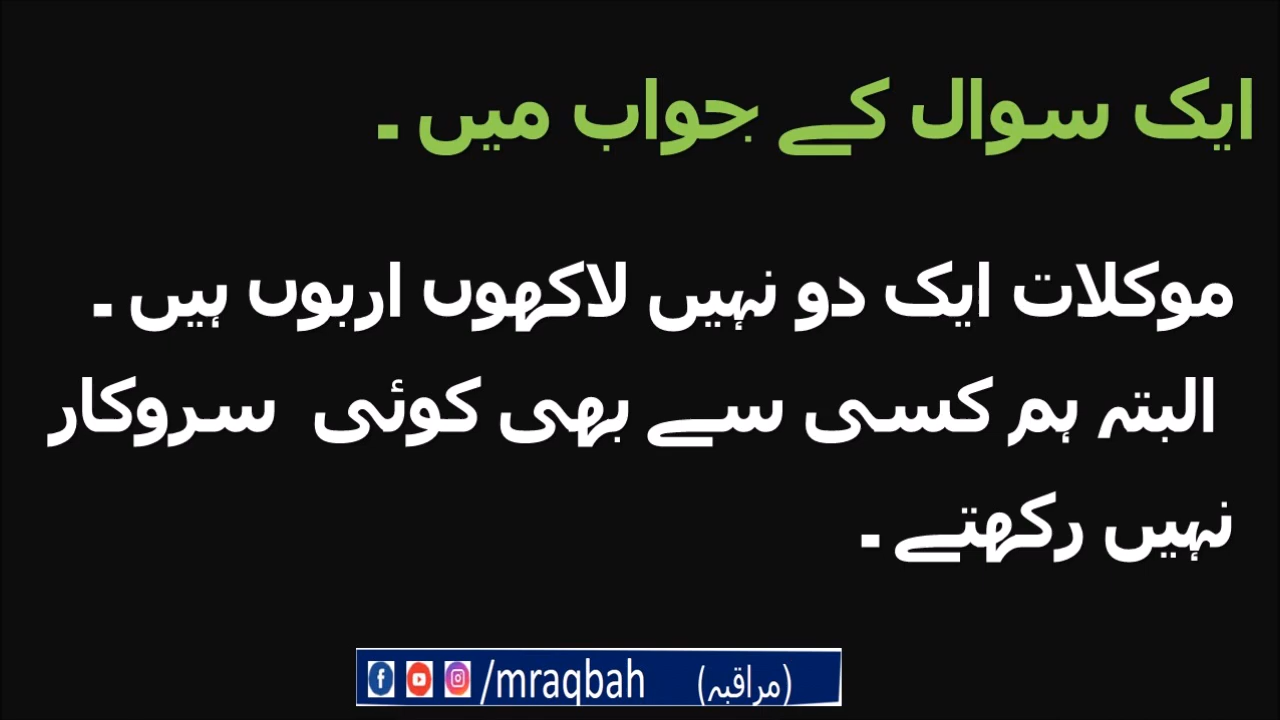 ایک سوال کے جواب میں ۔
موکلات ایک دو نہیں لاکھوں اربوں ہیں ۔
البتہ ہم کسی سے بھی کوئی سروکار
نہیں رکھتے ۔
/mraqbah (مراقبہ)